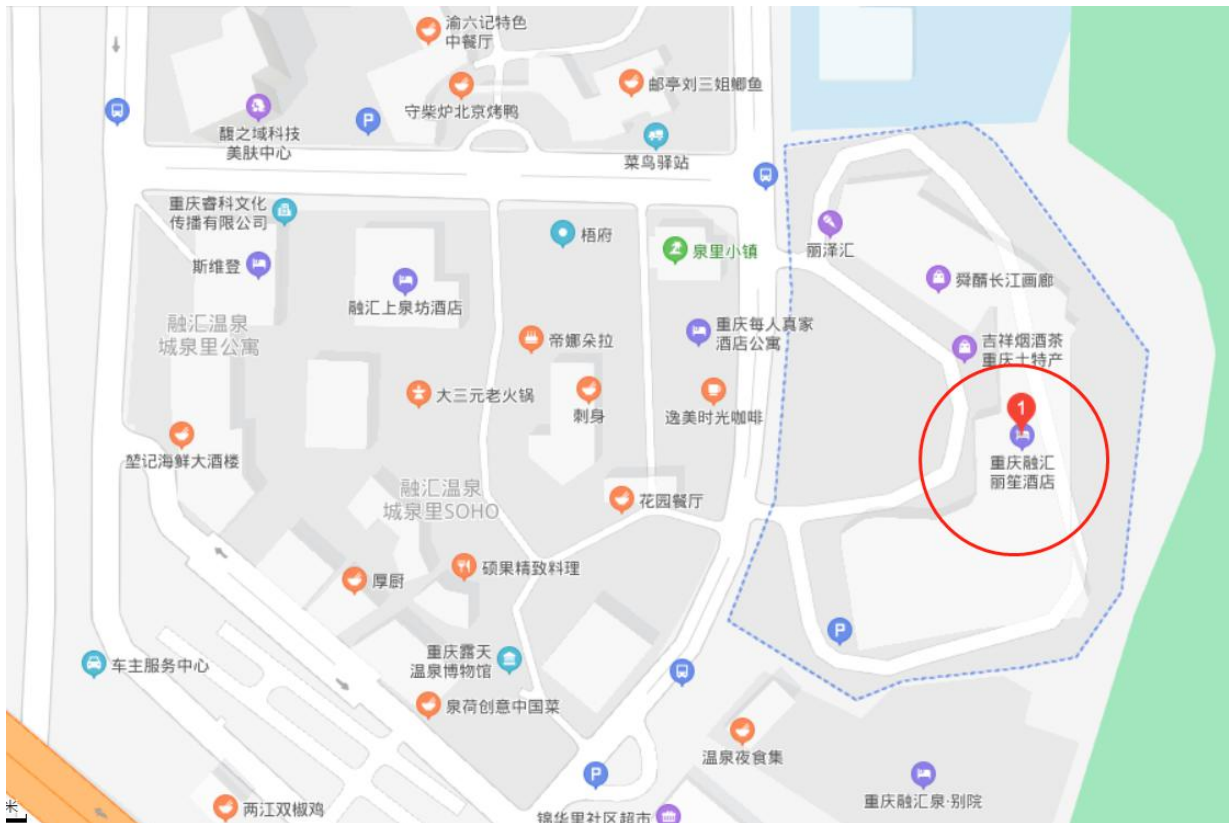 渝六记特色
中餐厅
邮亭刘三姐鲫鱼
守柴炉北京烤鸭
P
馥之域科技
美肤中心
菜鸟驿站
重庆睿科文化
传播有限公司
梧府
泉里小镇
丽泽汇
斯维登
舜醑长江画廊
融汇上泉坊酒店
融汇温泉
城泉里公寓
帝娜朵拉
重庆每人真家
酒店公寓
吉祥烟酒茶
重庆土特产
大三元老火锅
刺身
逸美时光咖啡
1
堃记海鲜大酒楼
重庆融汇
丽笙酒店
融汇温泉
城泉里SOHO
花园餐厅
硕果精致料理
厚厨
P
重庆露天
温泉博物馆
车主服务中心
泉荷创意中国菜
温泉夜食集
P
重庆融汇泉·别院
米
两江双椒鸡
锦华里社区超市